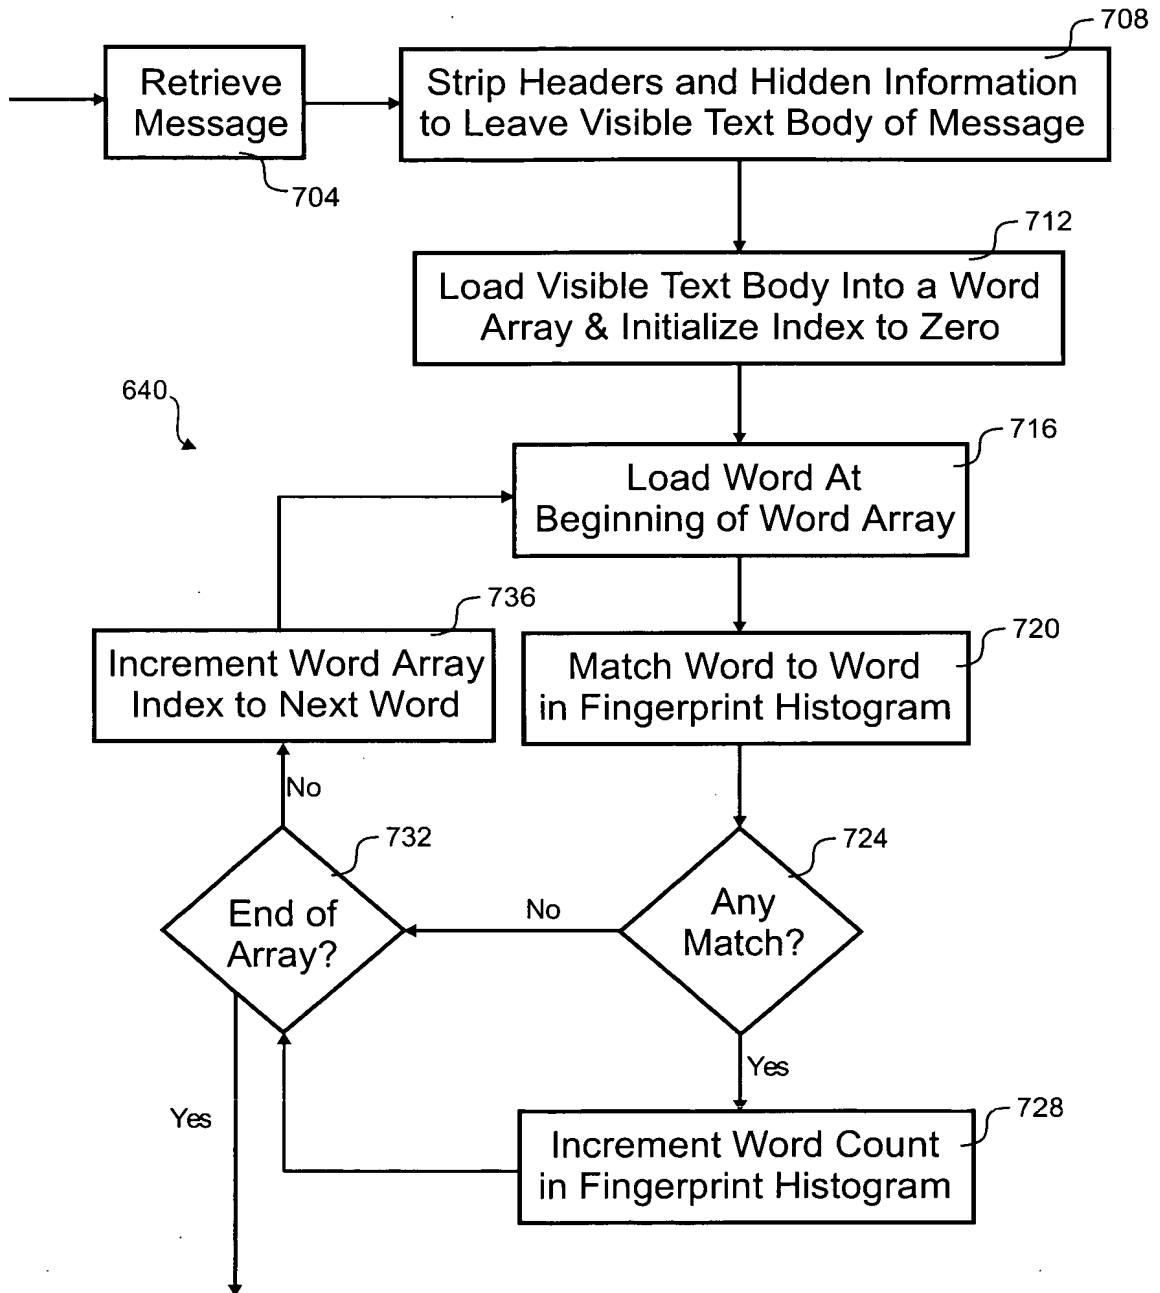 708
Retrieve
Message
Strip Headers and Hidden Information
to Leave Visible Text Body of Message
704
712
Load Visible Text Body Into a Word
Array & Initialize Index to Zero
640
716
Load Word At
Beginning of Word Array
736
720
Increment Word Array
Index to Next Word
Match Word to Word
in Fingerprint Histogram
No
732
724
End of
Array?
No
Any
Match?
Yes
Yes
728
Increment Word Count
in Fingerprint Histogram